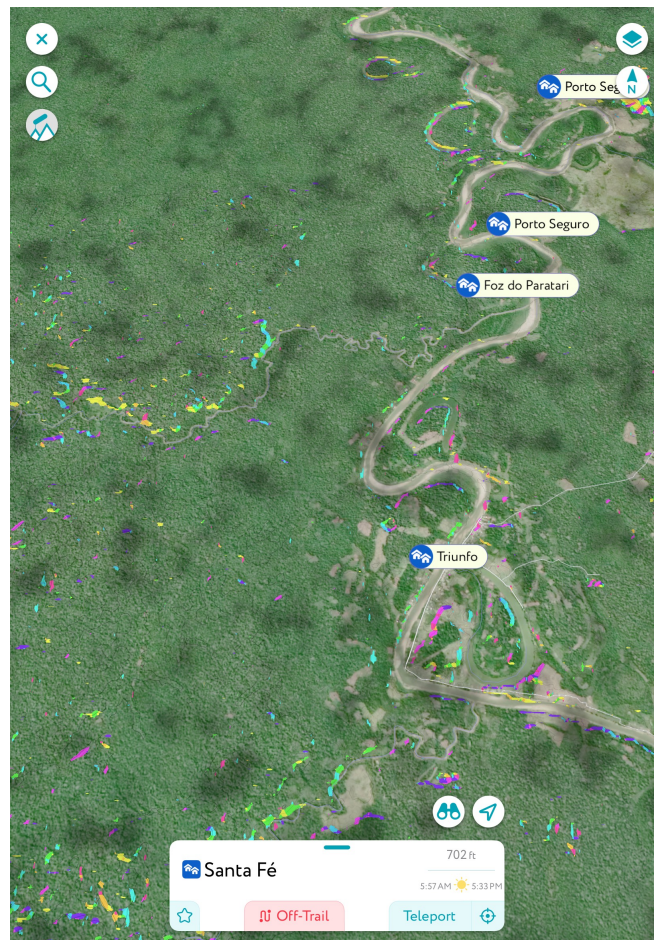 Porto Seg
N
Porto Seguro
Foz do Paratari
Triunfo
Santa Fé
702 ft
5:57 AM 5:33 PM
Off-Trail
Teleport